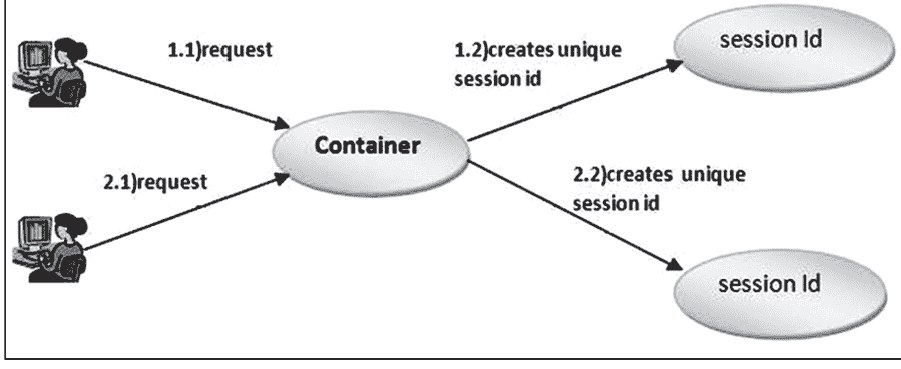 1.1)request
1.2)creates unique
session id
session Id
Container
2.1)request
2.2)creates unique
session id
session Id